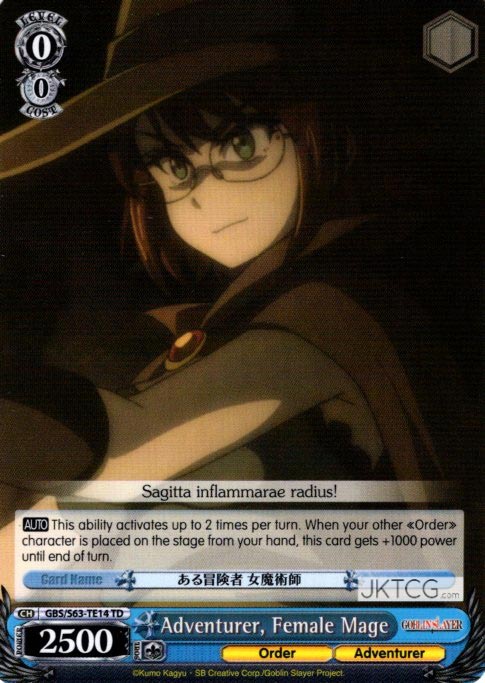 LEVEL
0
0
COST
Sagitta inflammarae radius!
AUTO This ability activates up to 2 times per turn. When your other «Order»
character is placed on the stage from your hand, this card gets +1000 power
until end of turn.
Card Name ある冒険者 女魔術師
JKTCG.com
CH GBS/S63-TE14 TD
POWER 2500 SOUL Adventurer, Female Mage GOBLIN SLAYER
Order Adventurer
©Kumo Kagyu・SB Creative Corp./Goblin Slayer Project.